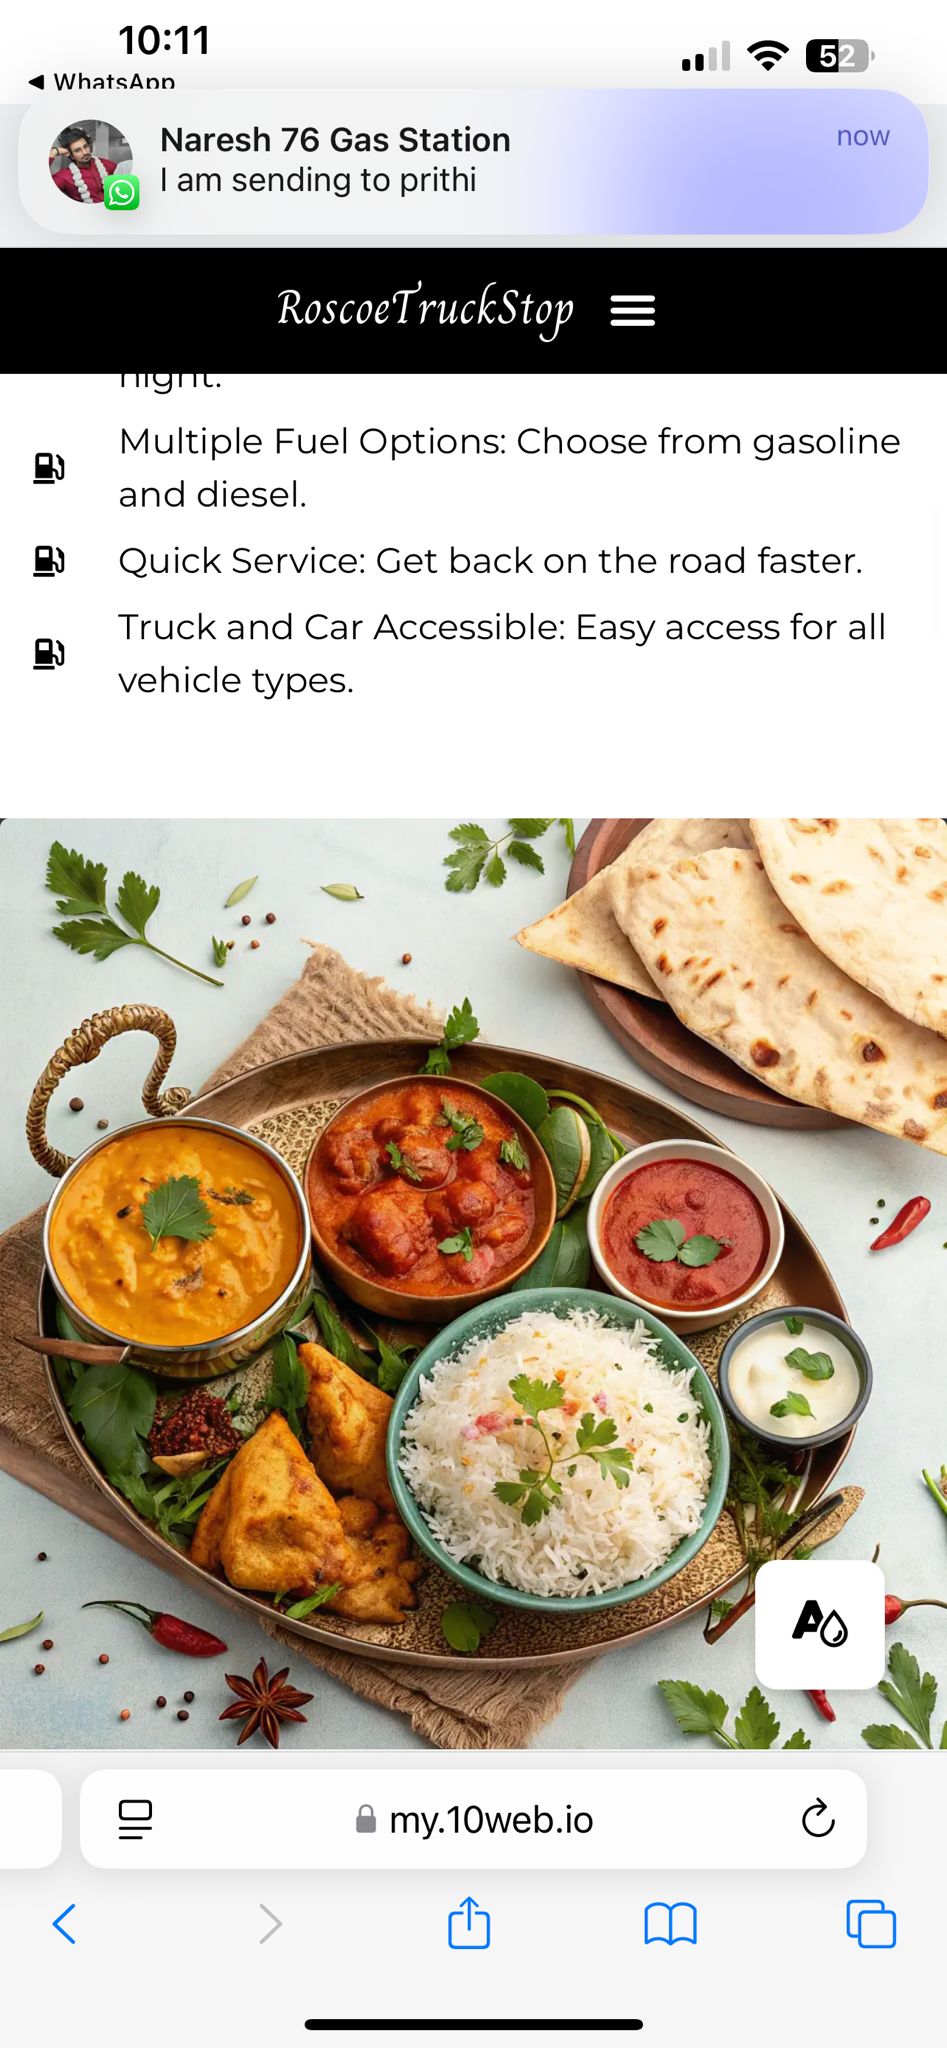 10:11
52
WhatsApp
Naresh 76 Gas Station
now
I am sending to prithi
RoscoeTruckStop
night.
Multiple Fuel Options: Choose from gasoline
and diesel.
Quick Service: Get back on the road faster.
Truck and Car Accessible: Easy access for all
vehicle types.
A
my.10web.io